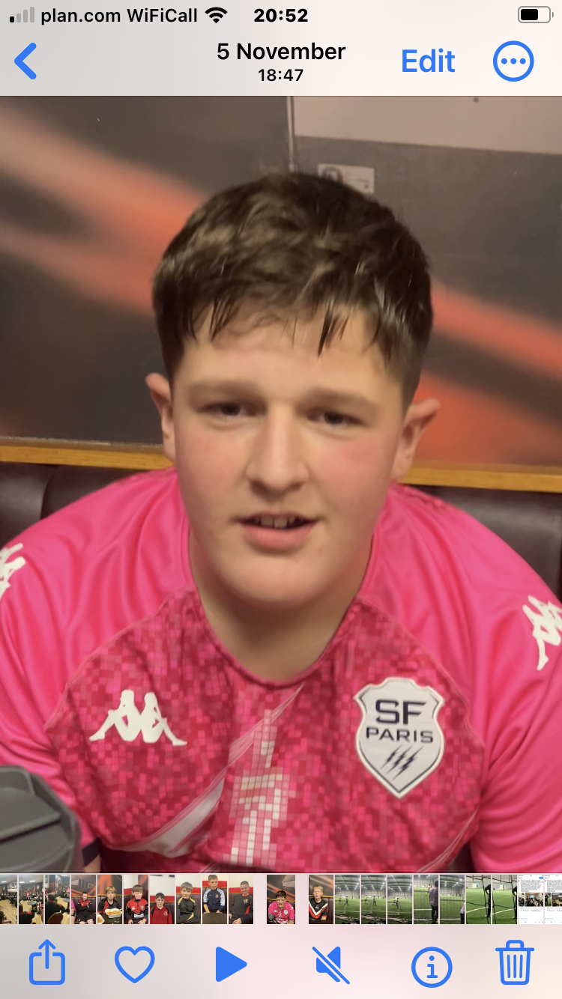 plan.com WiFiCall 20:52
5 November
18:47
Edit
SF
PARIS